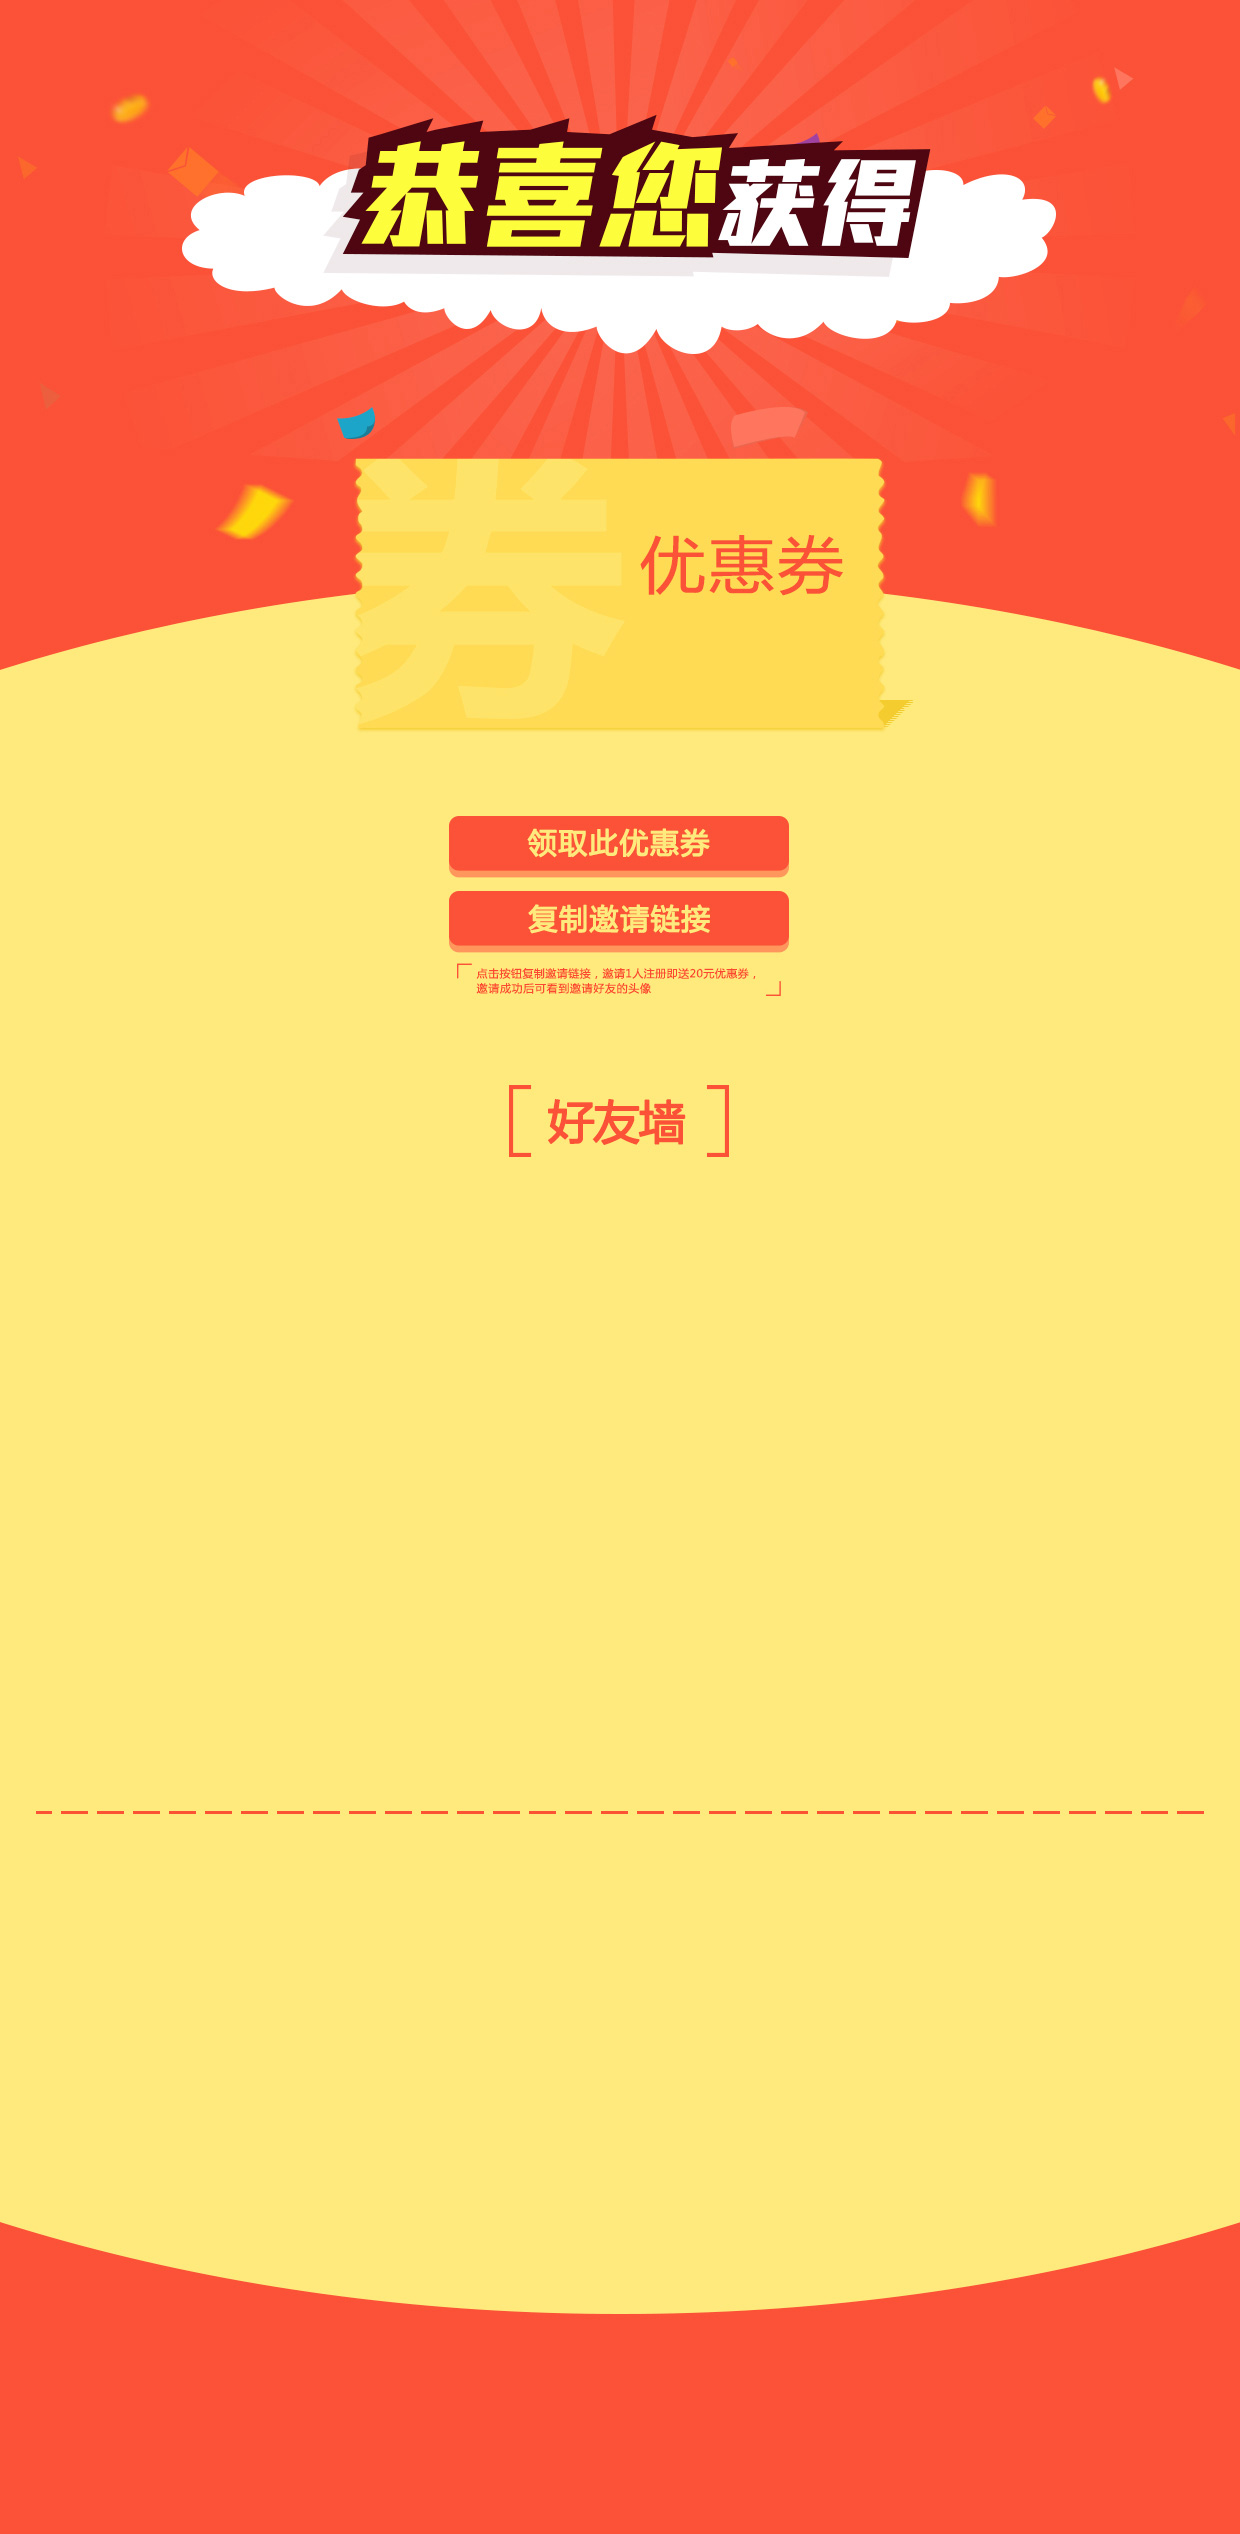 恭喜您获得
券
优惠券
领取此优惠券
复制邀请链接
点击按钮复制邀请链接，邀请1人注册即送20元优惠券，
邀请成功后可看到邀请好友的头像
好友墙